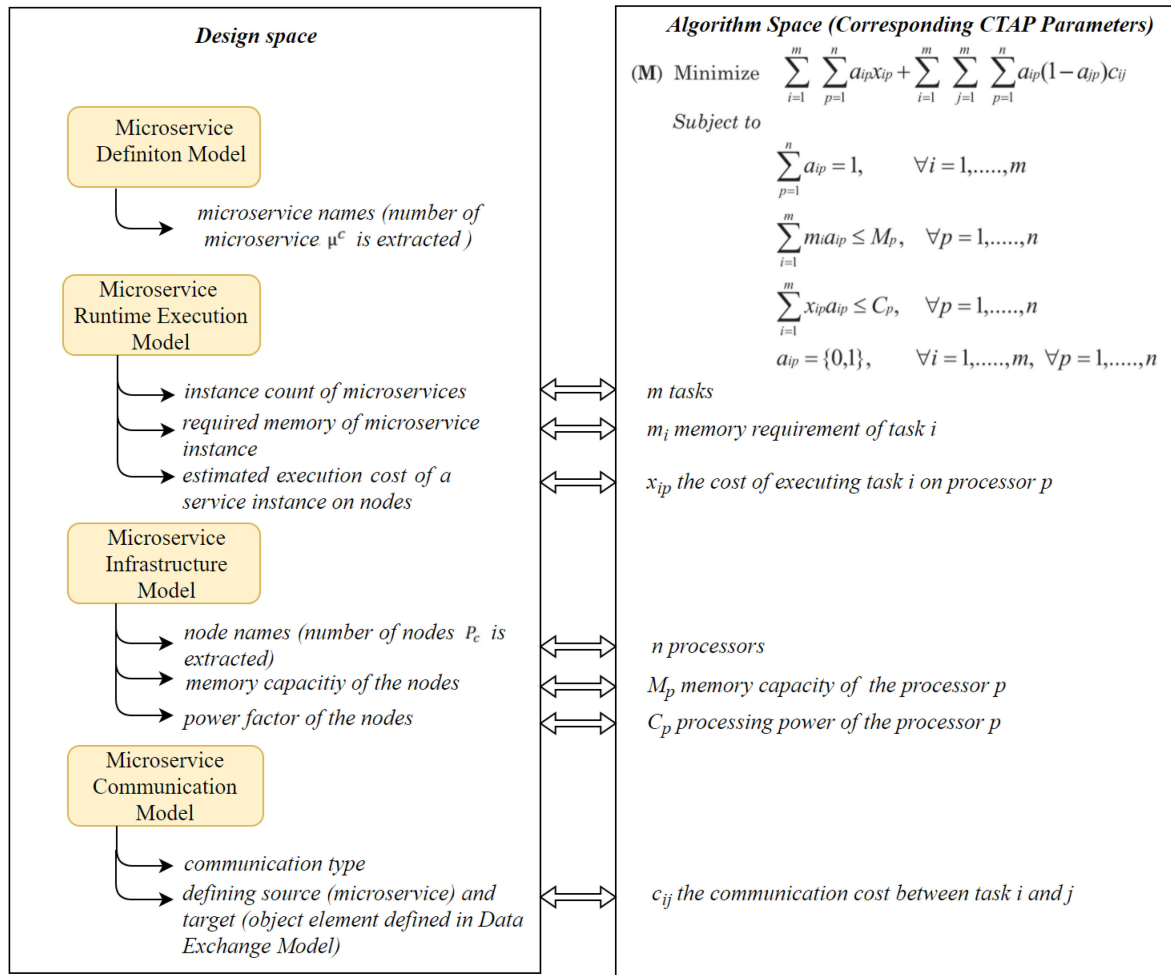 Design space
Microservice
Definiton Model
microservice names (number of
microservice μᶜ is extracted )
Microservice
Runtime Execution
Model
instance count of microservices
required memory of microservice
instance
estimated execution cost of a
service instance on nodes
Microservice
Infrastructure
Model
node names (number of nodes P_c is
extracted)
memory capacitiy of the nodes
power factor of the nodes
Microservice
Communication
Model
communication type
defining source (microservice) and
target (object element defined in Data
Exchange Model)
Algorithm Space (Corresponding CTAP Parameters)
(M) Minimize ∑_{i=1}^{m} ∑_{p=1}^{n} a_{ip}x_{ip} + ∑_{i=1}^{m} ∑_{j=1}^{m} ∑_{p=1}^{n} a_{ip}(1−a_{jp})c_{ij}
Subject to
∑_{p=1}^{n} a_{ip} = 1, ∀i = 1,.....,m
∑_{i=1}^{m} m_i a_{ip} ≤ M_p, ∀p = 1,.....,n
∑_{i=1}^{m} x_{ip}a_{ip} ≤ C_p, ∀p = 1,.....,n
a_{ip} = {0,1}, ∀i = 1,.....,m, ∀p = 1,.....,n
m tasks
m_i memory requirement of task i
x_{ip} the cost of executing task i on processor p
n processors
M_p memory capacity of the processor p
C_p processing power of the processor p
c_{ij} the communication cost between task i and j